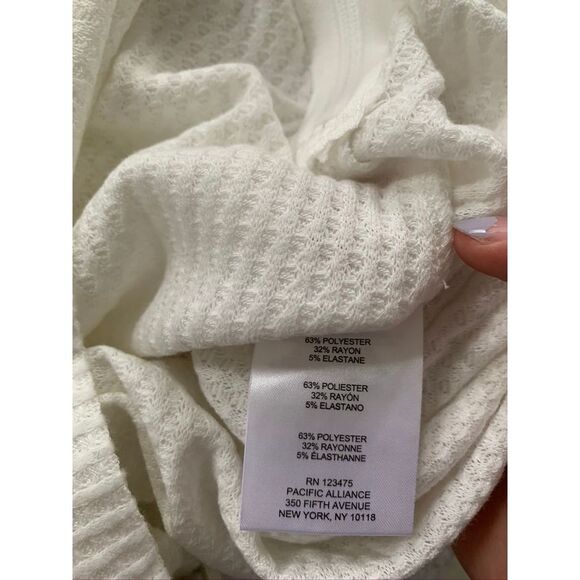 63% POLYESTER
32% RAYON
5% ELASTANE
63% POLIESTER
32% RAYÓN
5% ELASTANO
63% POLYESTER
32% RAYONNE
5% ÉLASTHANNE
RN 123475
PACIFIC ALLIANCE
350 FIFTH AVENUE
NEW YORK, NY 10118